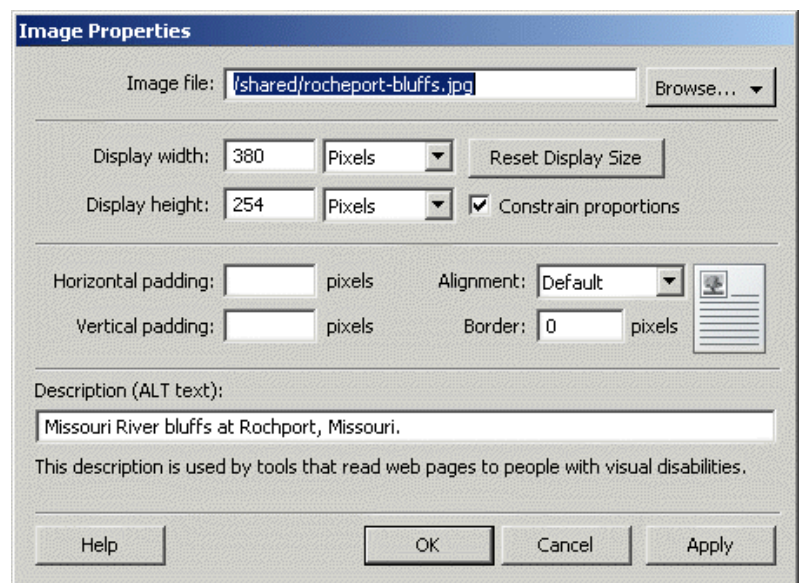 Image Properties
Image file: /shared/rocheport-bluffs.jpg Browse...
Display width: 380 Pixels Reset Display Size
Display height: 254 Pixels Constrain proportions
Horizontal padding: pixels Alignment: Default
Vertical padding: pixels Border: 0 pixels
Description (ALT text):
Missouri River bluffs at Rochport, Missouri.
This description is used by tools that read web pages to people with visual disabilities.
Help OK Cancel Apply